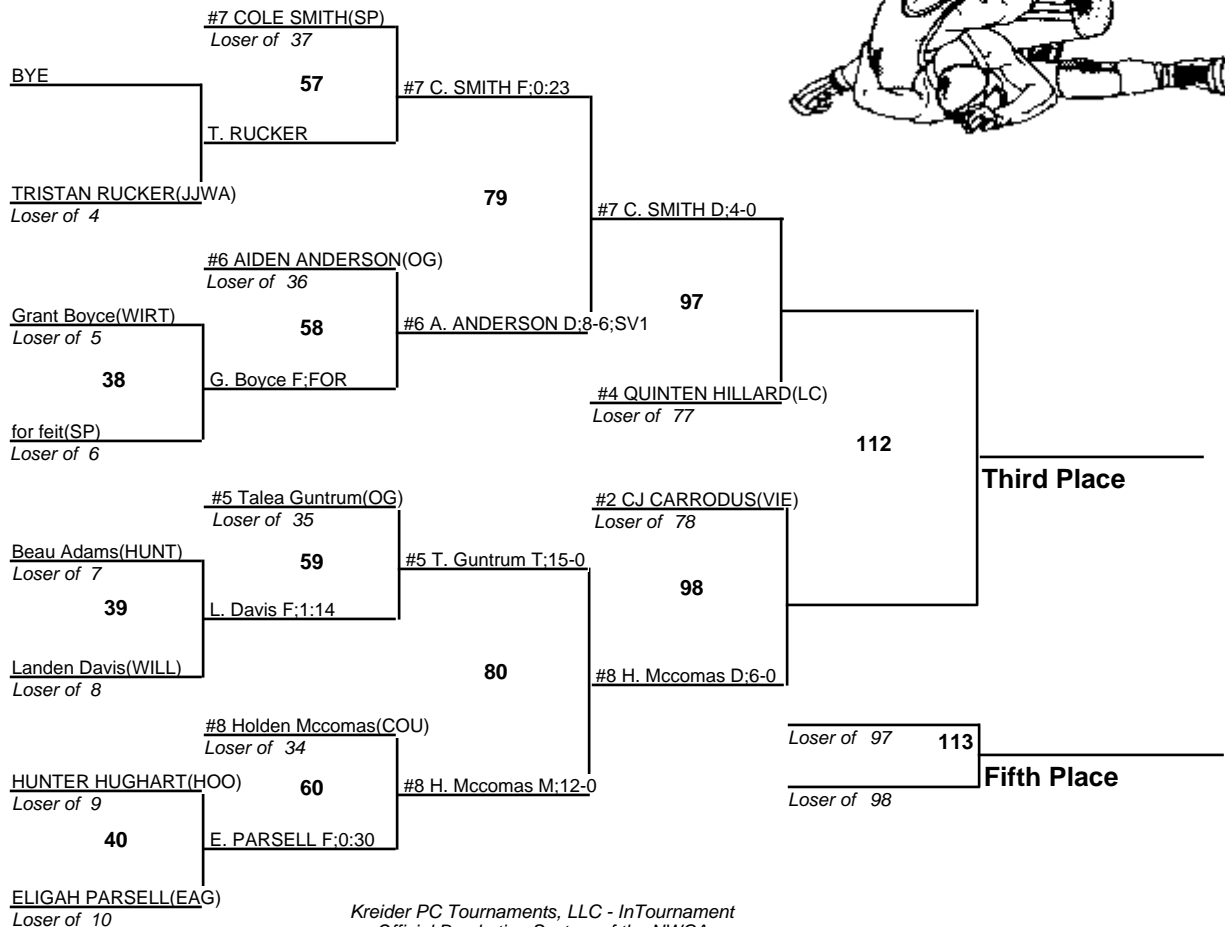 #7 COLE SMITH(SP)
Loser of 37
BYE
57
#7 C. SMITH F;0:23
T. RUCKER
TRISTAN RUCKER(JJWA)
Loser of 4
79
#7 C. SMITH D;4-0
#6 AIDEN ANDERSON(OG)
Loser of 36
Grant Boyce(WIRT)
Loser of 5
58
#6 A. ANDERSON D;8-6;SV1
97
38
G. Boyce F;FOR
#4 QUINTEN HILLARD(LC)
Loser of 77
for feit(SP)
Loser of 6
112
Third Place
#5 Talea Guntrum(OG)
Loser of 35
#2 CJ CARRODUS(VIE)
Loser of 78
Beau Adams(HUNT)
Loser of 7
59
#5 T. Guntrum T;15-0
98
39
L. Davis F;1:14
Landen Davis(WILL)
Loser of 8
80
#8 H. Mccomas D;6-0
#8 Holden Mccomas(COU)
Loser of 34
Loser of 97
113
Fifth Place
HUNTER HUGHART(HOO)
Loser of 9
60
#8 H. Mccomas M;12-0
Loser of 98
40
E. PARSELL F;0:30
ELIGAH PARSELL(EAG)
Loser of 10
Kreider PC Tournaments, LLC - InTournament